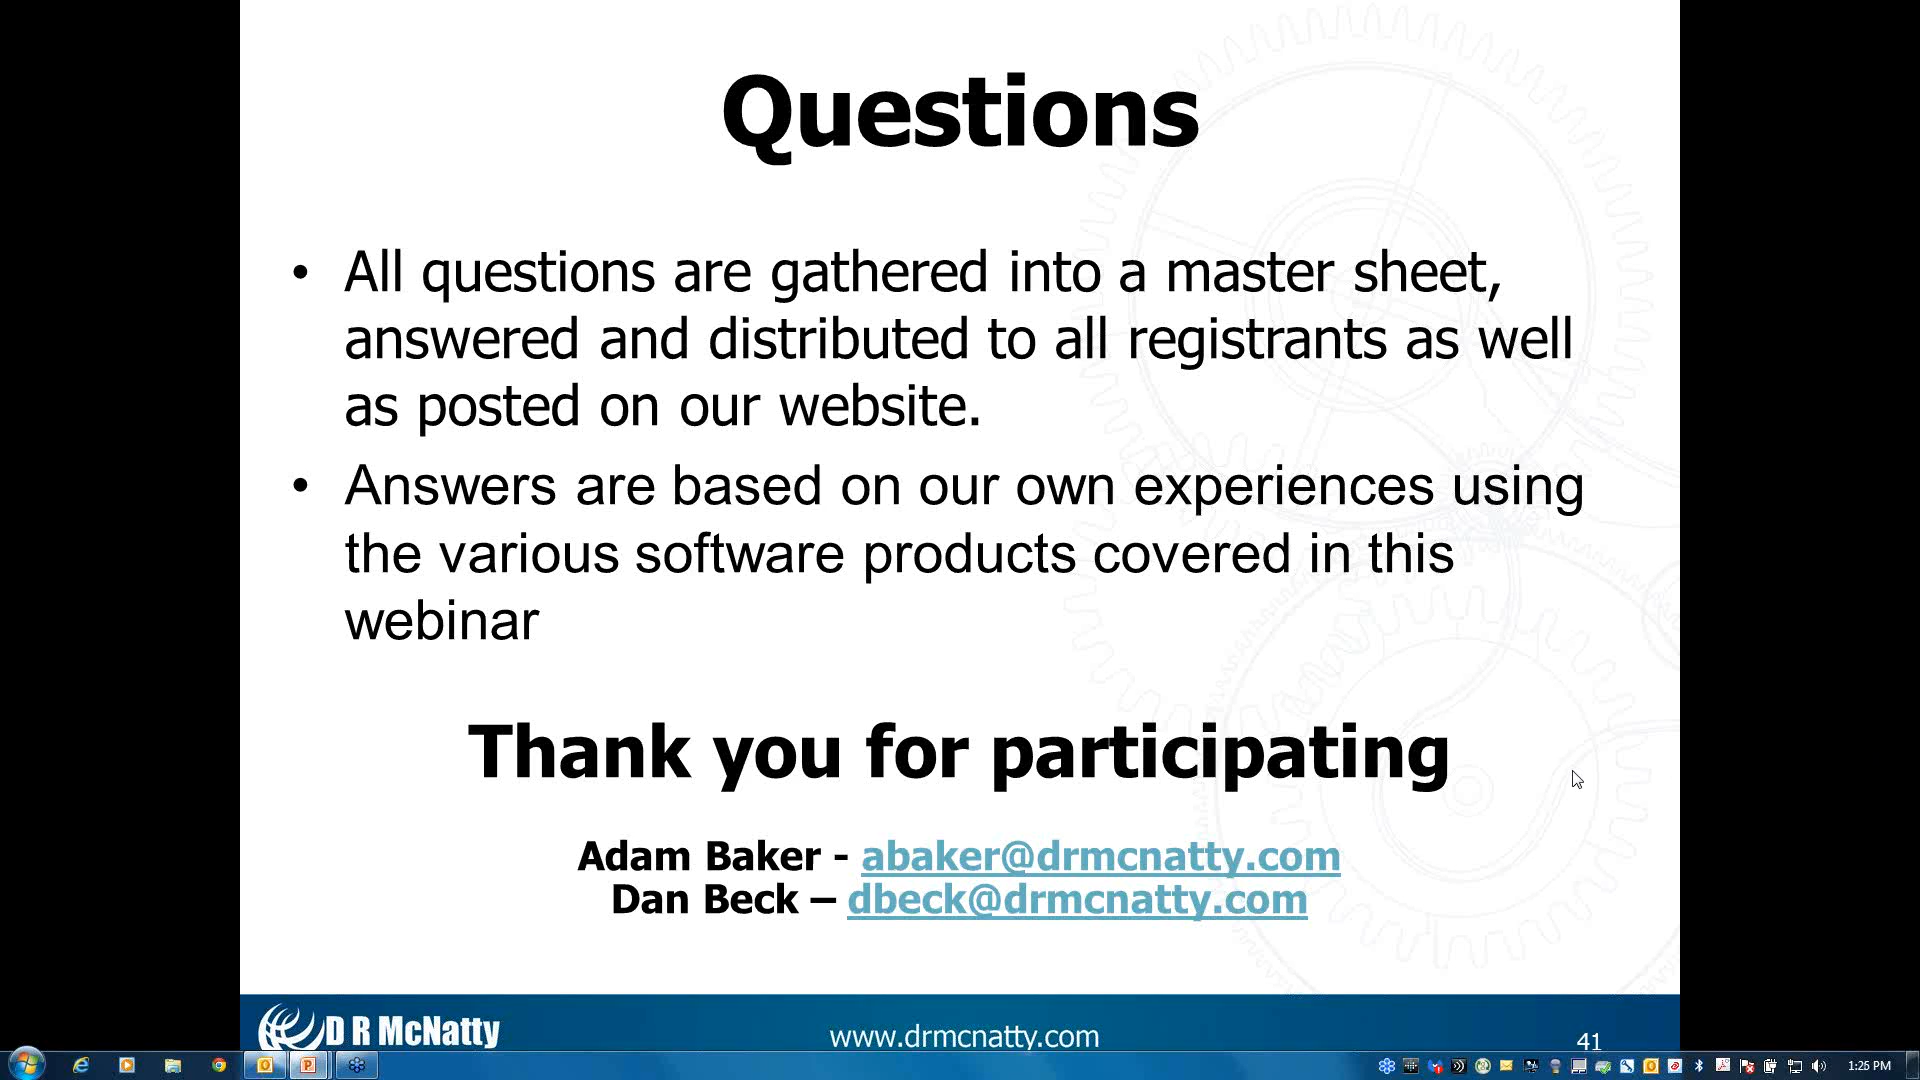 Questions
• All questions are gathered into a master sheet,
answered and distributed to all registrants as well
as posted on our website.
• Answers are based on our own experiences using
the various software products covered in this
webinar
Thank you for participating
Adam Baker - abaker@drmcnatty.com
Dan Beck – dbeck@drmcnatty.com
D R McNatty
www.drmcnatty.com
41
1:25 PM